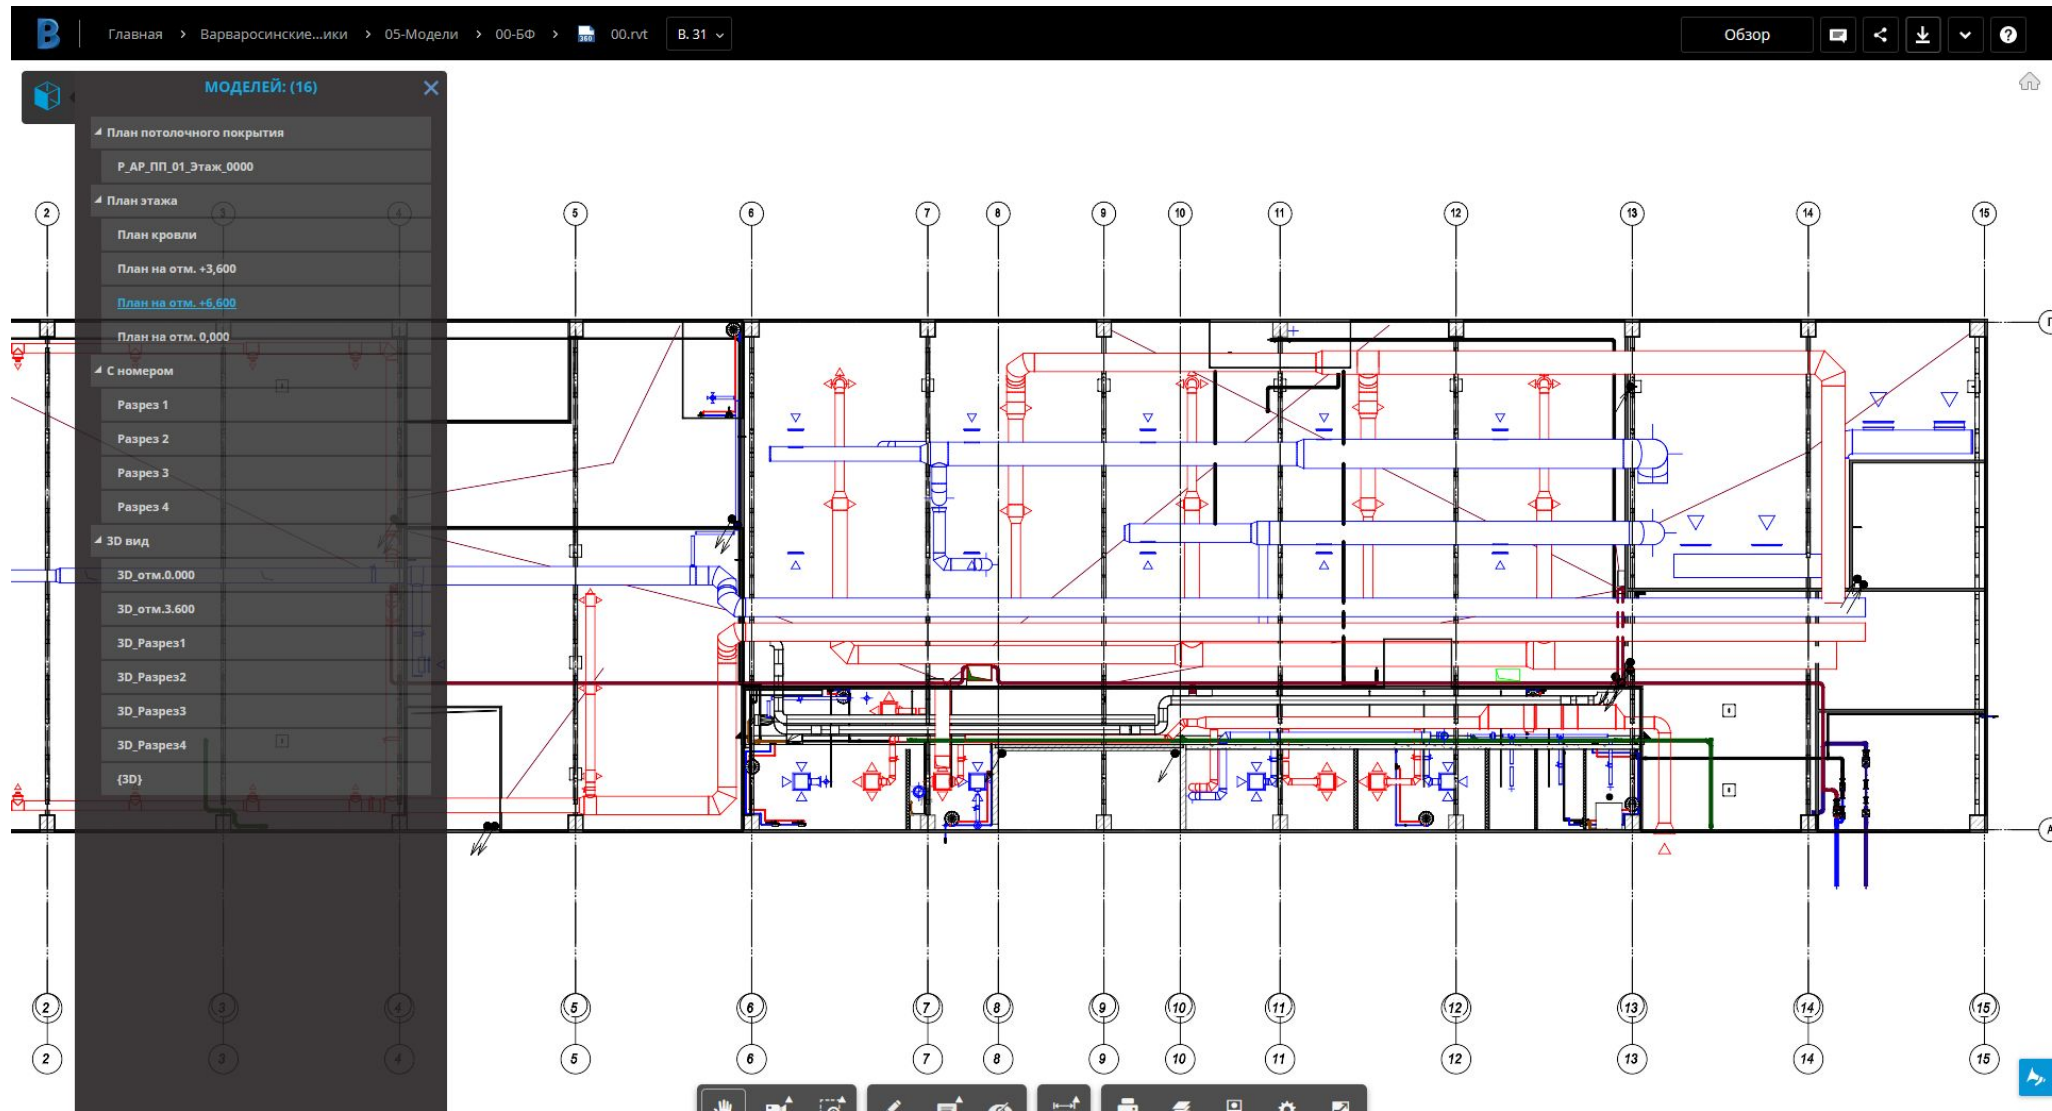 B Главная > Варваросинские...ики > 05-Модели > 00-БФ > 00.rvt В. 31 Обзор
МОДЕЛЕЙ: (16)
План потолочного покрытия
Р_АР_ПП_01_Этаж_0000
План этажа
План кровли
План на отм. +3,600
План на отм. +6,600
План на отм. 0,000
С номером
Разрез 1
Разрез 2
Разрез 3
Разрез 4
3D вид
3D_отм.0.000
3D_отм.3.600
3D_Разрез1
3D_Разрез2
3D_Разрез3
3D_Разрез4
{3D}
2 3 4 5 6 7 8 9 10 11 12 13 14 15
А
2 3 4 5 6 7 8 9 10 11 12 13 14 15
2 3 4 5 6 7 8 9 10 11 12 13 14 15